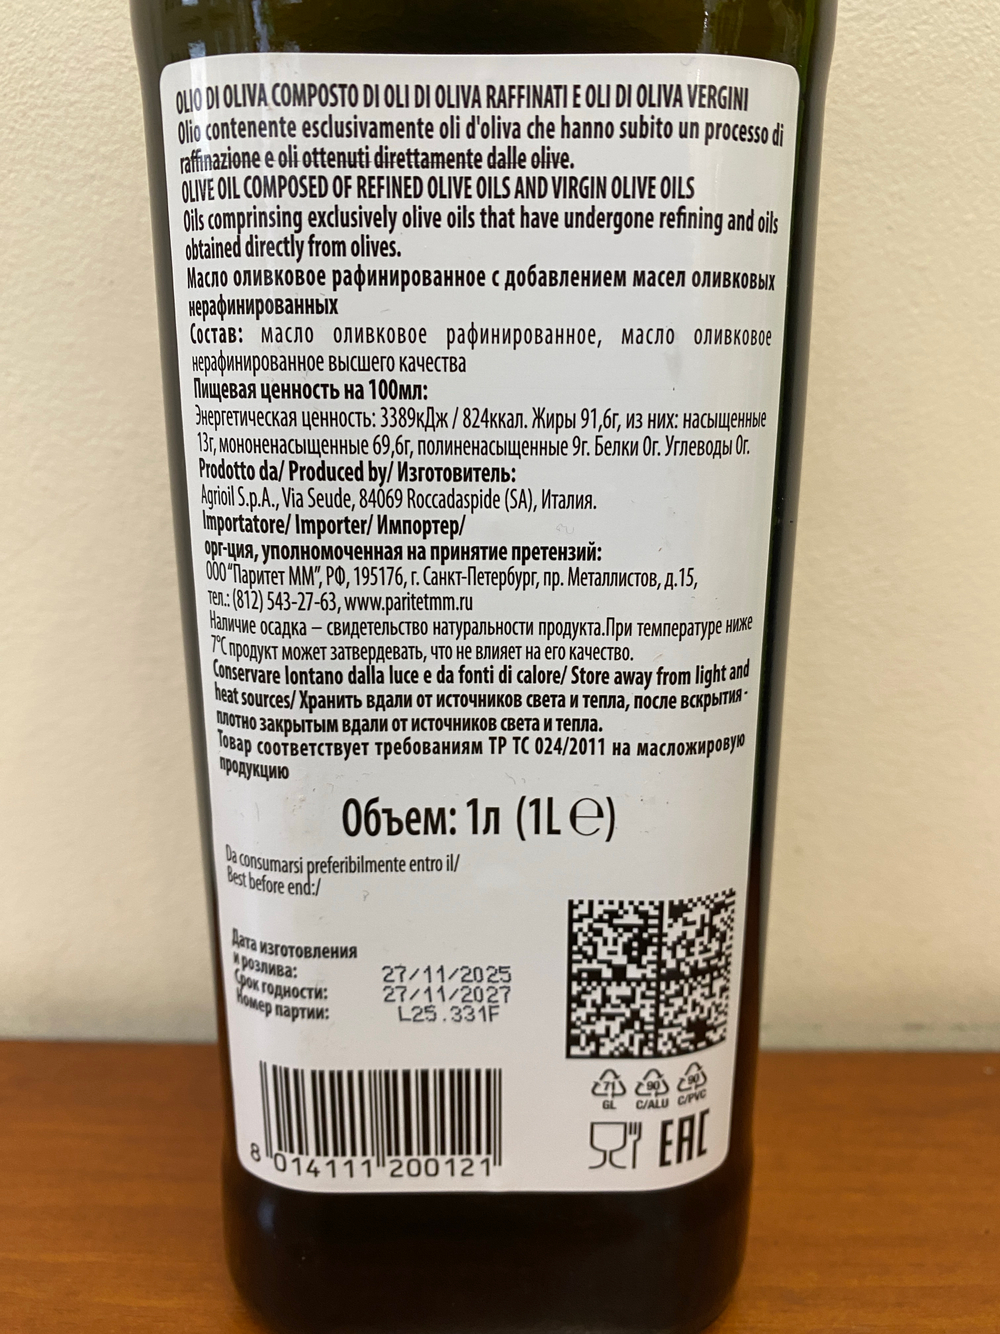 OLIO DI OLIVA COMPOSTO DI OLI DI OLIVA RAFFINATI E OLI DI OLIVA VERGINI
Olio contenente esclusivamente oli d'oliva che hanno subito un processo di
raffinazione e oli ottenuti direttamente dalle olive.
OLIVE OIL COMPOSED OF REFINED OLIVE OILS AND VIRGIN OLIVE OILS
Oils comprinsing exclusively olive oils that have undergone refining and oils
obtained directly from olives.
Масло оливковое рафинированное с добавлением масел оливковых
нерафинированных
Состав: масло оливковое рафинированное, масло оливковое
нерафинированное высшего качества
Пищевая ценность на 100мл:
Энергетическая ценность: 3389кДж / 824ккал. Жиры 91,6г, из них: насыщенные
13г, мононенасыщенные 69,6г, полиненасыщенные 9г. Белки 0г. Углеводы 0г.
Prodotto da/ Produced by/ Изготовитель:
Agrioil S.p.A., Via Seude, 84069 Roccadaspide (SA), Италия.
Importatore/ Importer/ Импортер/
орг-ция, уполномоченная на принятие претензий:
ООО "Паритет ММ", РФ, 195176, г. Санкт-Петербург, пр. Металлистов, д.15,
тел.: (812) 543-27-63, www.paritetmm.ru
Наличие осадка – свидетельство натуральности продукта.При температуре ниже
7°C продукт может затвердевать, что не влияет на его качество.
Conservare lontano dalla luce e da fonti di calore/ Store away from light and
heat sources/ Хранить вдали от источников света и тепла, после вскрытия -
плотно закрытым вдали от источников света и тепла.
Товар соответствует требованиям ТР ТС 024/2011 на масложировую
продукцию
Объем: 1л (1L ℮)
Da consumarsi preferibilmente entro il/
Best before end:/
Дата изготовления
и розлива: 27/11/2025
Срок годности: 27/11/2027
Номер партии: L25.331F
71 90 90
GL C/ALU C/PVC
EAC
8 014111 200121